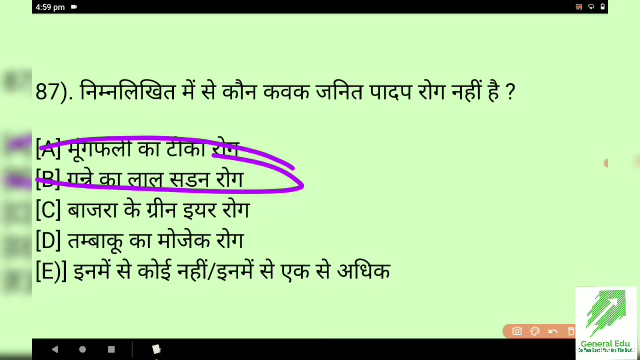 4:59 pm
87). निम्नलिखित में से कौन कवक जनित पादप रोग नहीं है ?
[A] मूंगफली का टीका रोग
[B] गन्ने का लाल सडन रोग
[C] बाजरा के ग्रीन इयर रोग
[D] तम्बाकू का मोजेक रोग
[E)] इनमें से कोई नहीं/इनमें से एक से अधिक
General Edu